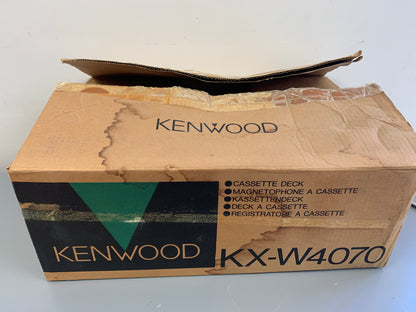 KENWOOD
●CASSETTE DECK
●MAGNETOPHONE A CASSETTE
●KASSETTENDECK
●DECK A CASSETTE
●REGISTRATORE A CASSETTE
KENWOOD
KX-W4070